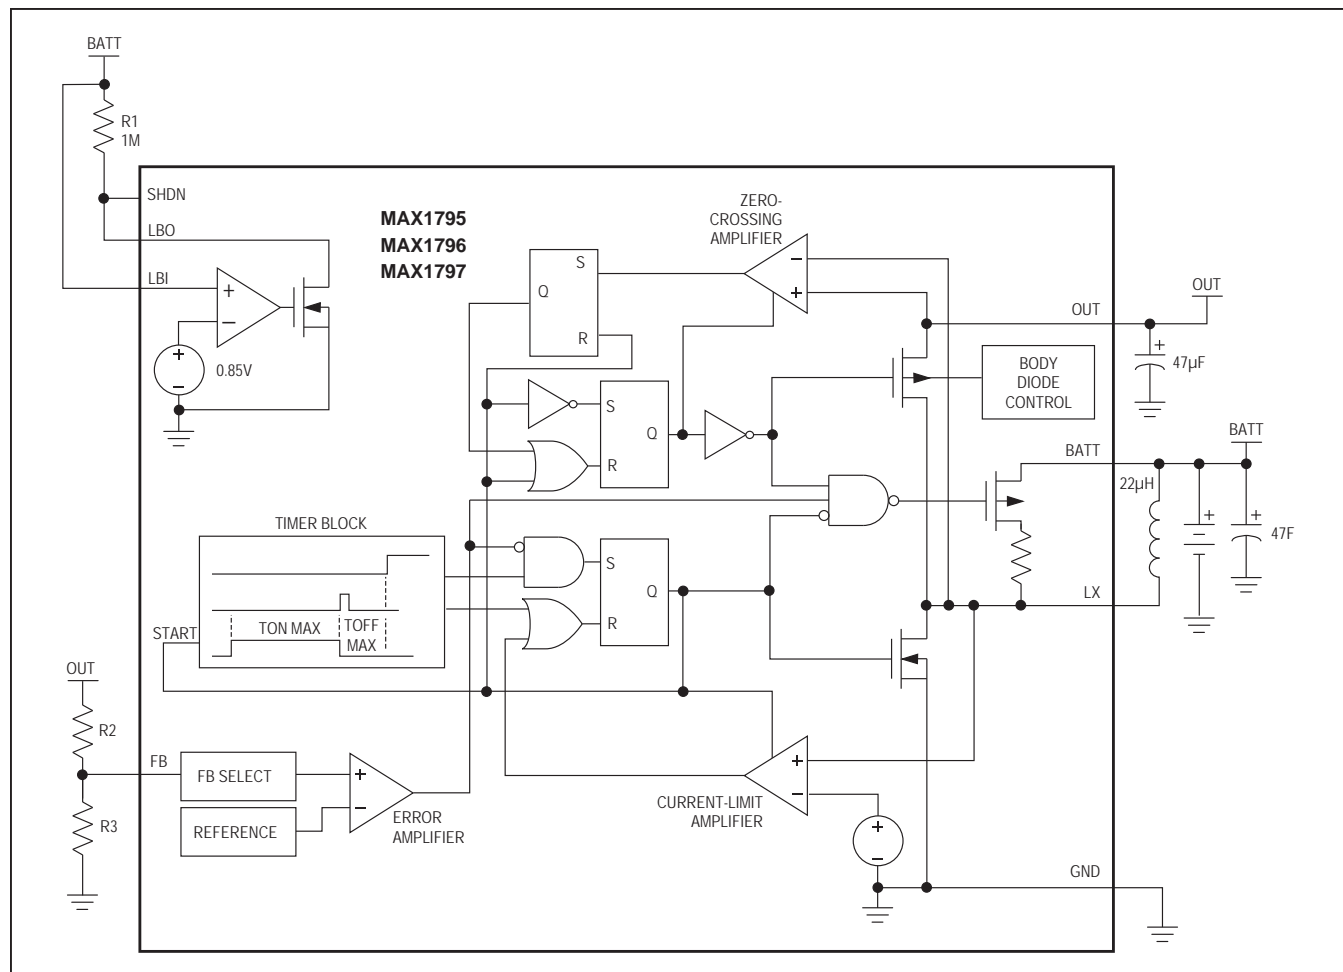 BATT
R1
1M
SHDN
LBO
LBI
+
−
+
−
0.85V
MAX1795
MAX1796
MAX1797
ZERO-
CROSSING
AMPLIFIER
−
+
S
Q
R
OUT
OUT
+
47µF
BODY
DIODE
CONTROL
S
Q
R
BATT
BATT
22µH
+
+
47F
TIMER BLOCK
TON MAX
TOFF
MAX
START
S
Q
R
LX
OUT
R2
FB
R3
FB SELECT
REFERENCE
+
−
ERROR
AMPLIFIER
CURRENT-LIMIT
AMPLIFIER
+
−
+
−
GND